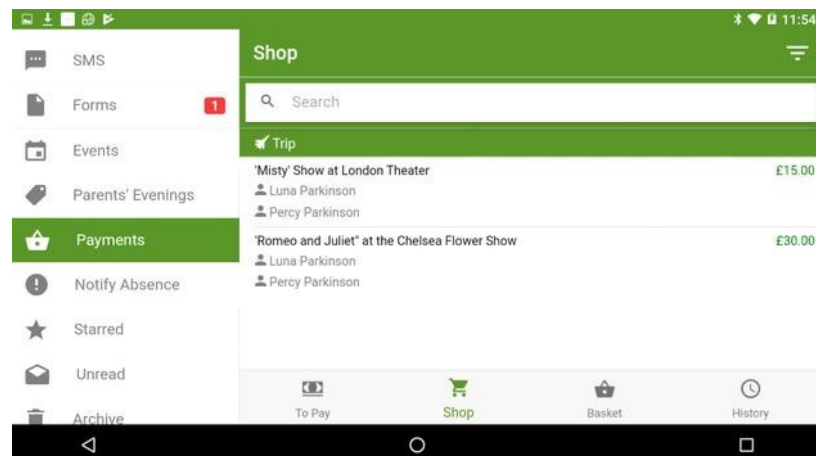 11:54
SMS
Forms
1
Events
Parents' Evenings
Payments
Notify Absence
Starred
Unread
Archive
Shop
Search
Trip
'Misty' Show at London Theater
£15.00
Luna Parkinson
Percy Parkinson
'Romeo and Juliet" at the Chelsea Flower Show
£30.00
Luna Parkinson
Percy Parkinson
To Pay
Shop
Basket
History